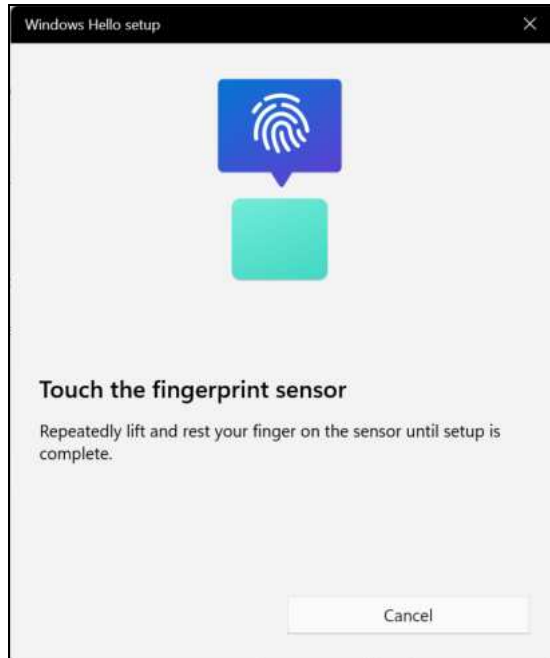 Windows Hello setup
Touch the fingerprint sensor
Repeatedly lift and rest your finger on the sensor until setup is
complete.
Cancel